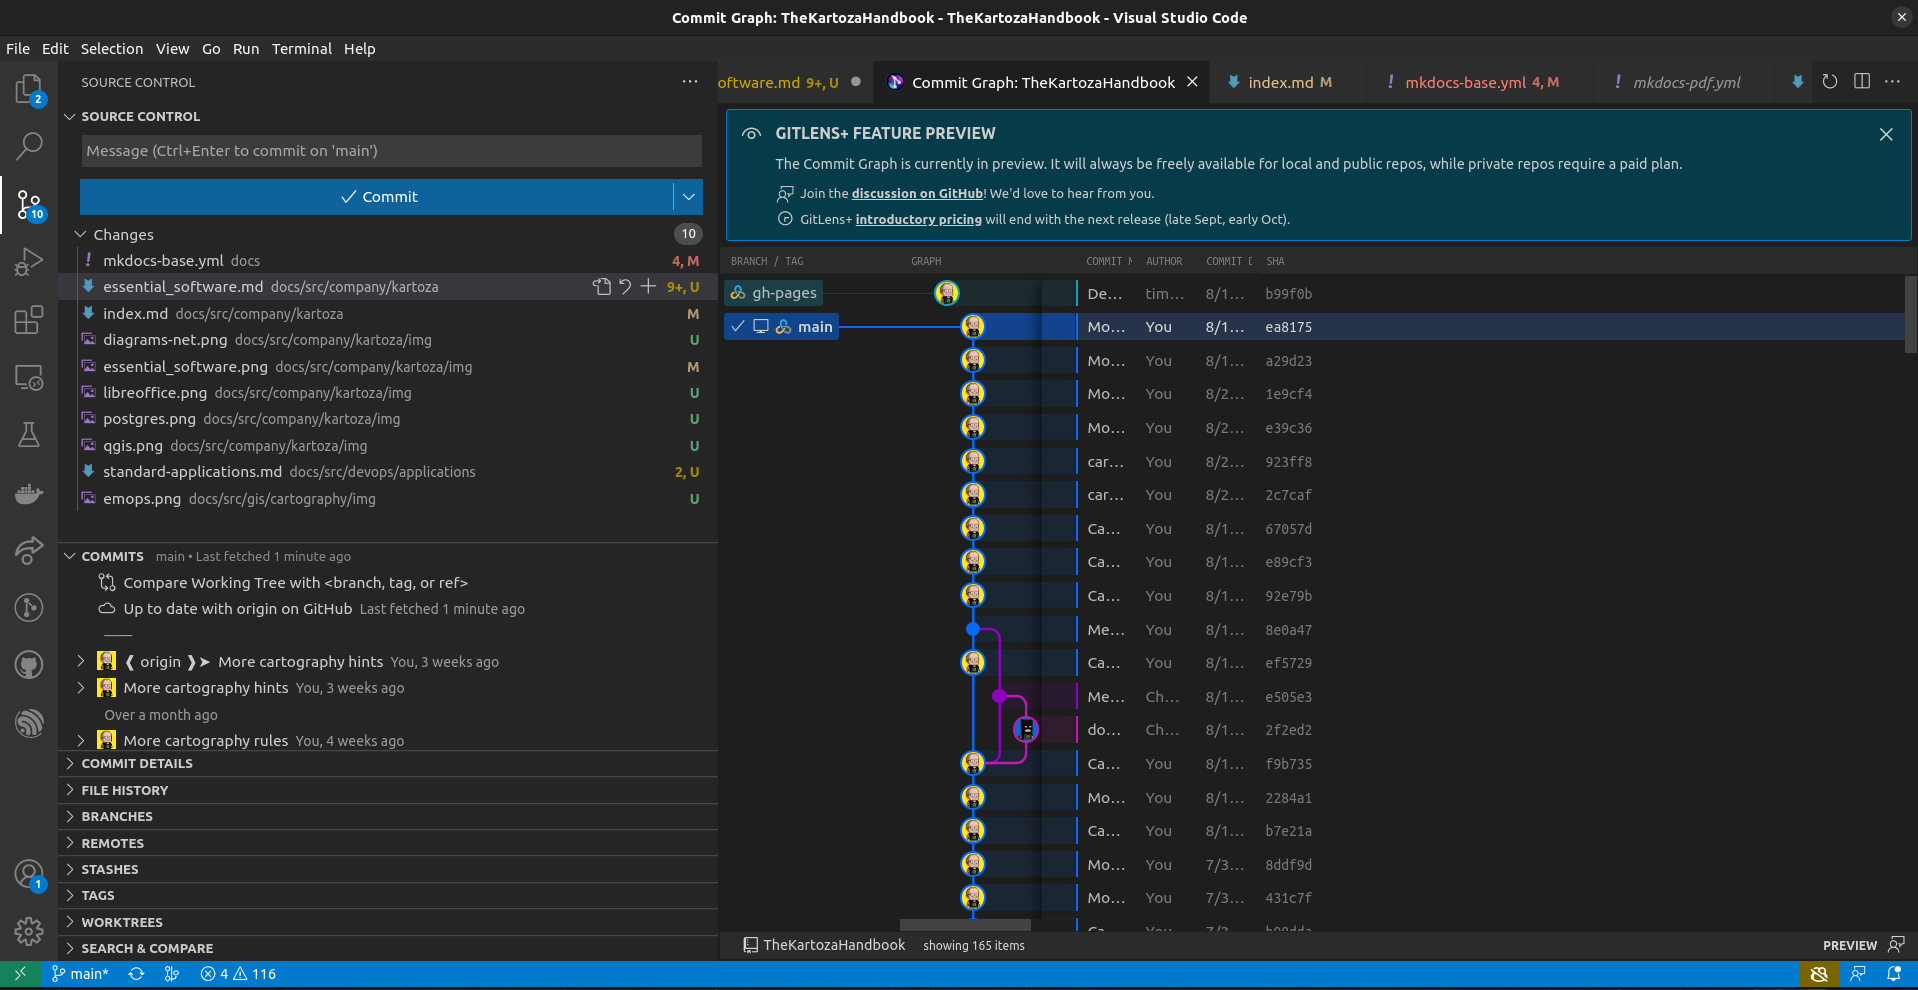 Commit Graph: TheKartozaHandbook - TheKartozaHandbook - Visual Studio Code
File Edit Selection View Go Run Terminal Help
SOURCE CONTROL
oftware.md 9+, U
Commit Graph: TheKartozaHandbook
index.md M
! mkdocs-base.yml 4, M
! mkdocs-pdf.yml
2
SOURCE CONTROL
Message (Ctrl+Enter to commit on 'main')
Commit
10
Changes 10
! mkdocs-base.yml docs 4, M
essential_software.md docs/src/company/kartoza 9+, U
index.md docs/src/company/kartoza M
diagrams-net.png docs/src/company/kartoza/img U
essential_software.png docs/src/company/kartoza/img M
libreoffice.png docs/src/company/kartoza/img U
postgres.png docs/src/company/kartoza/img U
qgis.png docs/src/company/kartoza/img U
standard-applications.md docs/src/devops/applications 2, U
emops.png docs/src/gis/cartography/img U
COMMITS main • Last fetched 1 minute ago
Compare Working Tree with <branch, tag, or ref>
Up to date with origin on GitHub Last fetched 1 minute ago
❰ origin ❱➤ More cartography hints You, 3 weeks ago
More cartography hints You, 3 weeks ago
Over a month ago
More cartography rules You, 4 weeks ago
COMMIT DETAILS
FILE HISTORY
BRANCHES
REMOTES
STASHES
TAGS
WORKTREES
SEARCH & COMPARE
1
GITLENS+ FEATURE PREVIEW
The Commit Graph is currently in preview. It will always be freely available for local and public repos, while private repos require a paid plan.
Join the discussion on GitHub! We'd love to hear from you.
GitLens+ introductory pricing will end with the next release (late Sept, early Oct).
BRANCH / TAG GRAPH COMMIT AUTHOR COMMIT SHA
gh-pages De... tim... 8/1... b99f0b
main Mo... You 8/1... ea8175
Mo... You 8/1... a29d23
Mo... You 8/2... 1e9cf4
Mo... You 8/2... e39c36
car... You 8/2... 923ff8
car... You 8/2... 2c7caf
Ca... You 8/1... 67057d
Ca... You 8/1... e89cf3
Ca... You 8/1... 92e79b
Me... You 8/1... 8e0a47
Ca... You 8/1... ef5729
Me... Ch... 8/1... e505e3
do... Ch... 8/1... 2f2ed2
Ca... You 8/1... f9b735
Mo... You 8/1... 2284a1
Ca... You 8/1... b7e21a
Mo... You 7/3... 8ddf9d
Mo... You 7/3... 431c7f
TheKartozaHandbook showing 165 items PREVIEW
main* 4 116